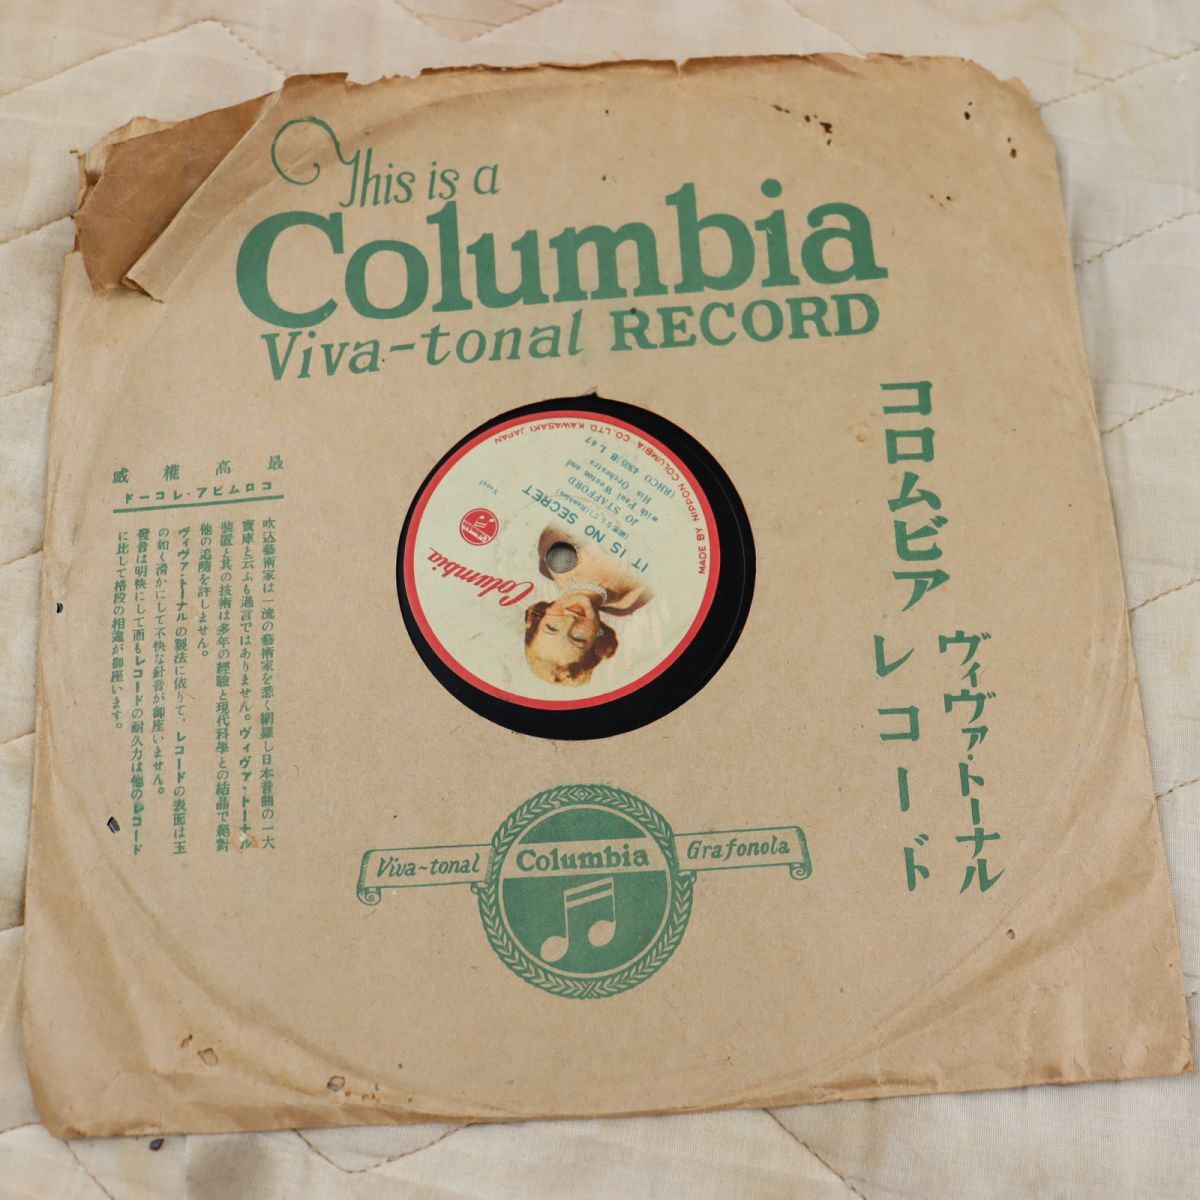 This is a
Columbia
Viva-tonal RECORD
コロムビア レコード
ヴィヴァ・トーナル
最高權威
コロムビア・レコード
吹込藝術家は一流の藝術家を悉く網羅し日本音曲の一大
寶庫と云ふも過言ではありません。ヴィヴァ・トーナル
裝置と其の技術は多年の經驗と現代科學との結晶で絕對
他の追隨を許しません。
ヴィヴァ・トーナルの製法に依りて、レコードの表面は玉
の如く滑かにして不快な針音が御座いません。
發音は明快にして而もレコードの耐久力は他のレコード
に比して格段の相違が御座います。
MADE BY NIPPON COLUMBIA CO., LTD. KAWASAKI JAPAN
Columbia
IT IS NO SECRET
JO STAFFORD
with Paul Weston and
His Orchestra
Vocal
L 47
Viva-tonal
Columbia
Grafonola